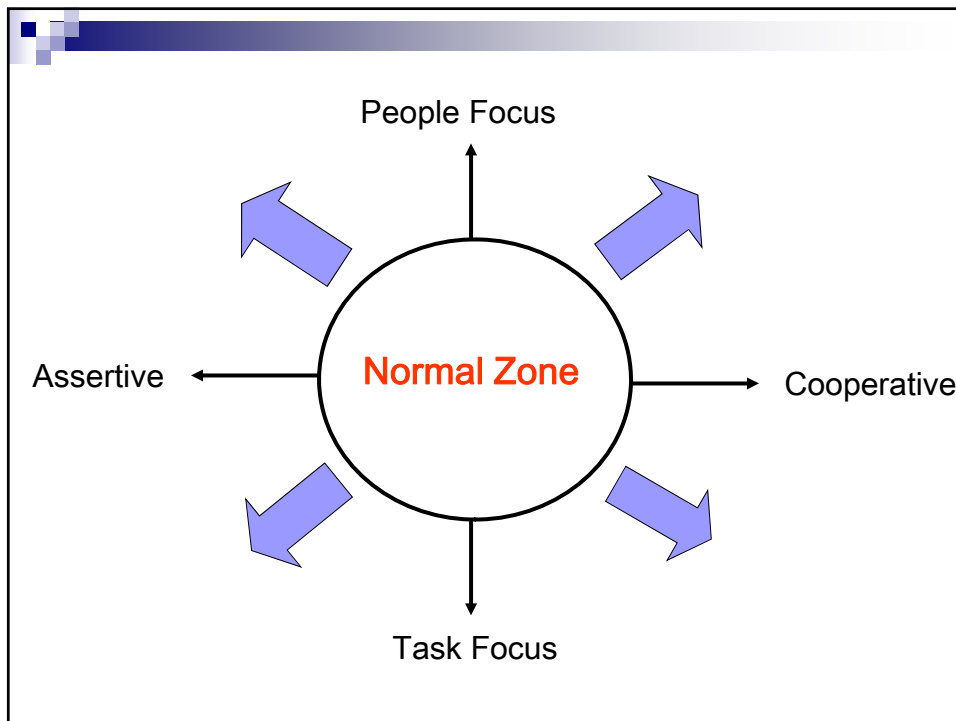 People Focus
Normal Zone
Assertive
Cooperative
Task Focus